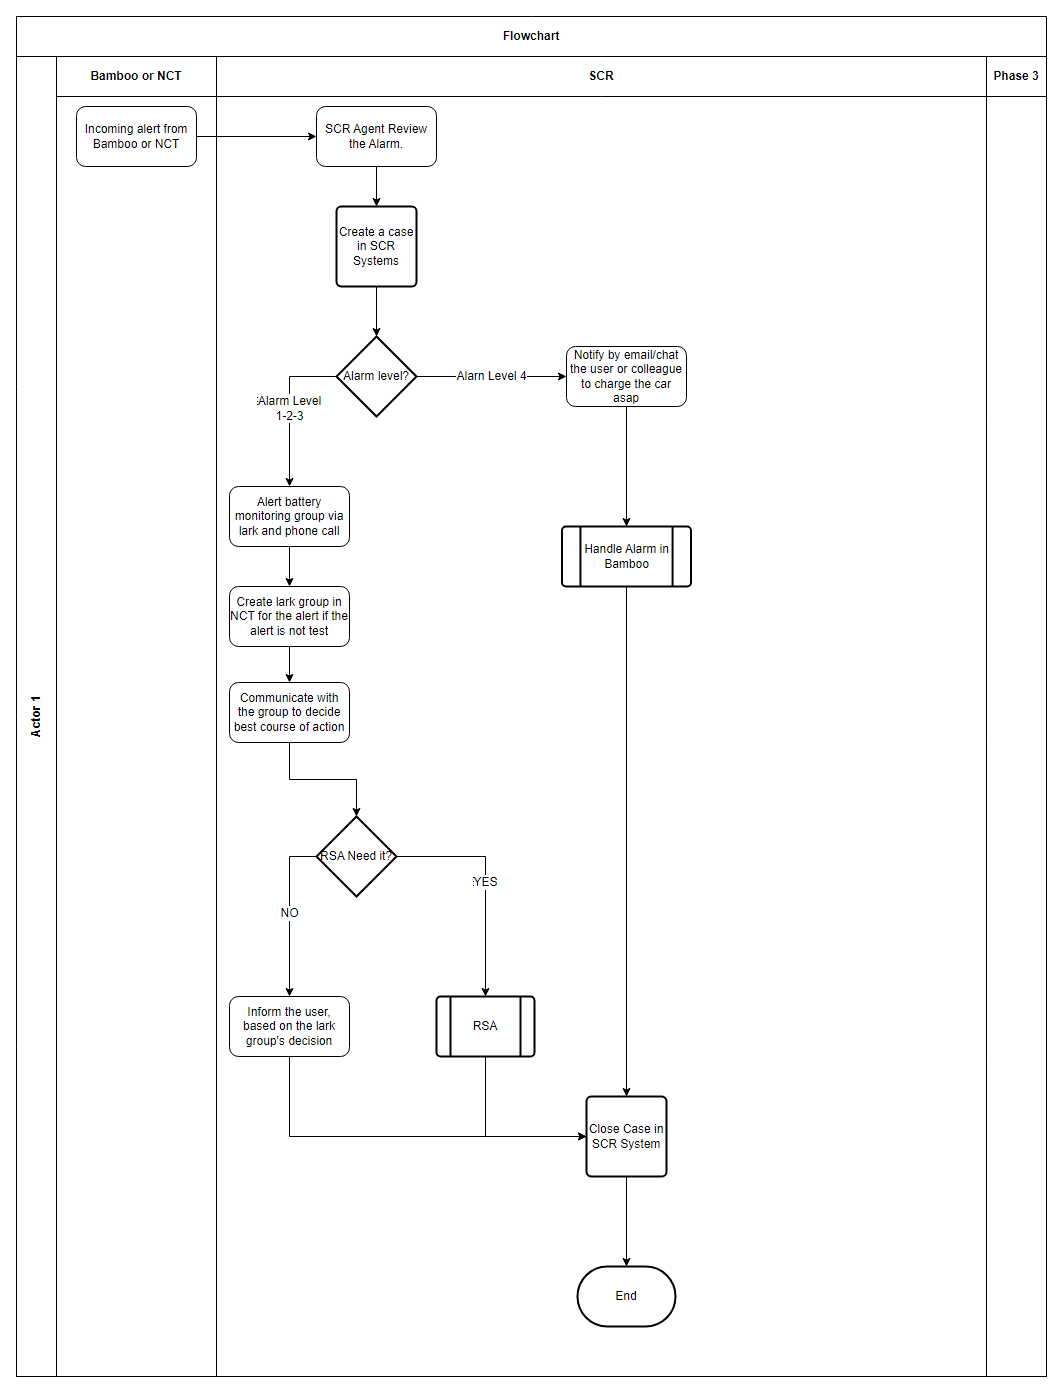 Flowchart
Bamboo or NCT
SCR
Phase 3
Actor 1
Incoming alert from
Bamboo or NCT
SCR Agent Review
the Alarm.
Create a case
in SCR
Systems
Alarm level?
Alarn Level 4
Notify by email/chat
the user or colleague
to charge the car
asap
Alarm Level
1-2-3
Alert battery
monitoring group via
lark and phone call
Handle Alarm in
Bamboo
Create lark group in
NCT for the alert if the
alert is not test
Communicate with
the group to decide
best course of action
RSA Need it?
YES
NO
Inform the user,
based on the lark
group's decision
RSA
Close Case in
SCR System
End